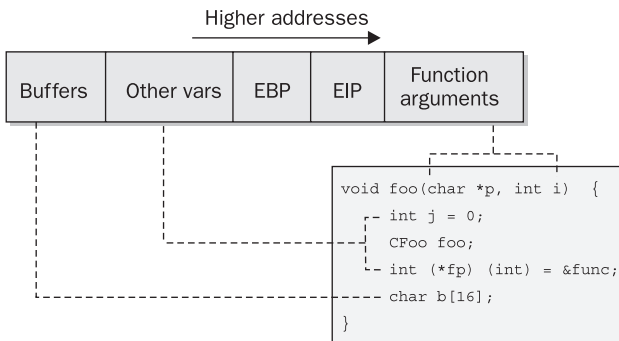 Higher addresses
Buffers
Other vars
EBP
EIP
Function
arguments
void foo(char *p, int i) {
int j = 0;
CFoo foo;
int (*fp) (int) = &func;
char b[16];
}